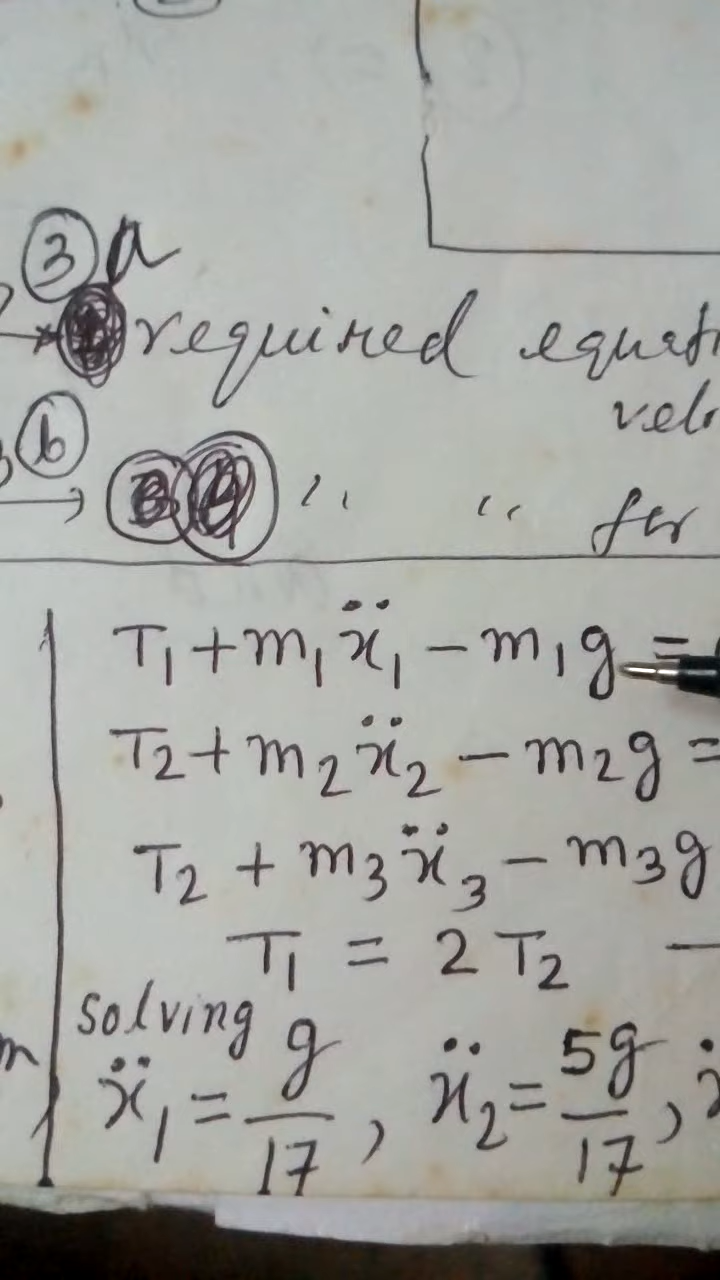 ③ a
required equati
velo
ⓑ
〃 〃 for
T₁ + m₁ẍ₁ − m₁g =
T₂ + m₂ẍ₂ − m₂g =
T₂ + m₃ẍ₃ − m₃g
T₁ = 2T₂ —
solving
ẍ₁ = g/17, ẍ₂ = 5g/17,